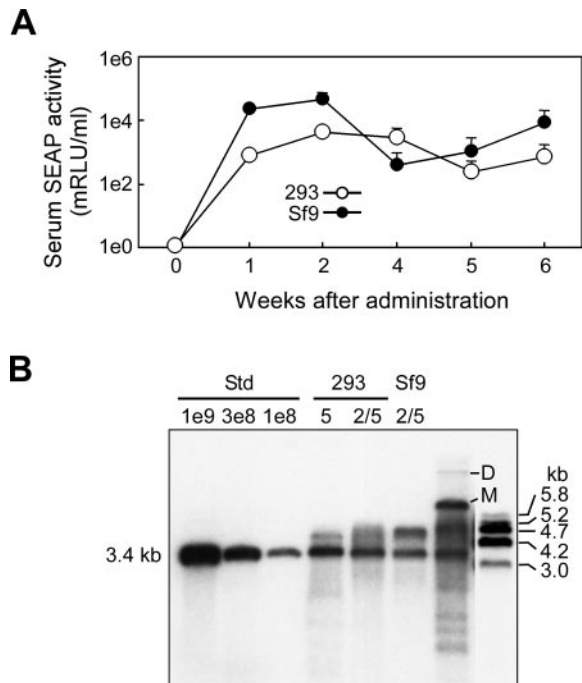 A
Serum SEAP activity
(mRLU/ml)
1e6
1e4
1e2
1e0
293
Sf9
0 1 2 4 5 6
Weeks after administration
B
Std 293 Sf9
1e9 3e8 1e8 5 2/5 2/5
D
M
kb
5.8
5.2
4.7
4.2
3.0
3.4 kb